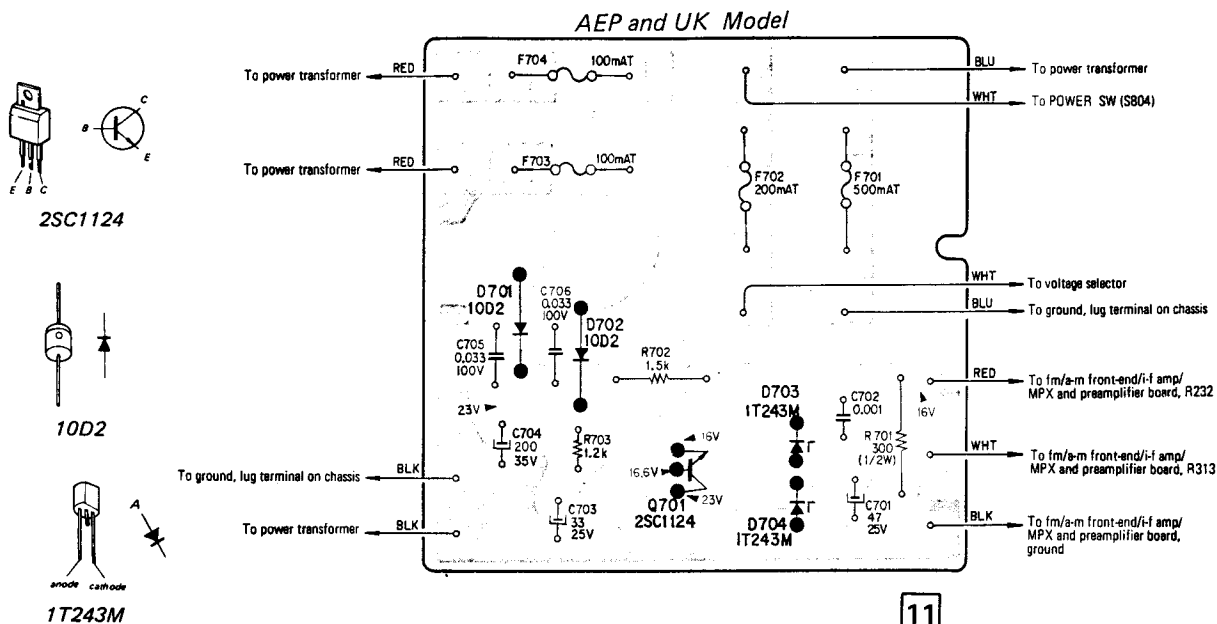 AEP and UK Model
C
B
E
E B C
2SC1124
10D2
A
anode cathode
1T243M
To power transformer
RED
F704
100mAT
To power transformer
RED
F703
100mAT
BLU
To power transformer
WHT
To POWER SW (S804)
F702
200mAT
F701
500mAT
WHT
To voltage selector
BLU
To ground, lug terminal on chassis
D701
10D2
C706
0.033
100V
D702
10D2
C705
0.033
100V
R702
1.5k
23V
C704
200
35V
R703
1.2k
D703
1T243M
C702
0.001
R701
300
(1/2W)
16V
RED
To fm/a-m front-end/i-f amp/
MPX and preamplifier board, R232
16V
16.6V
23V
Q701
2SC1124
WHT
To fm/a-m front-end/i-f amp/
MPX and preamplifier board, R313
To ground, lug terminal on chassis
BLK
C703
33
25V
D704
1T243M
C701
47
25V
To power transformer
BLK
BLK
To fm/a-m front-end/i-f amp/
MPX and preamplifier board,
ground
11